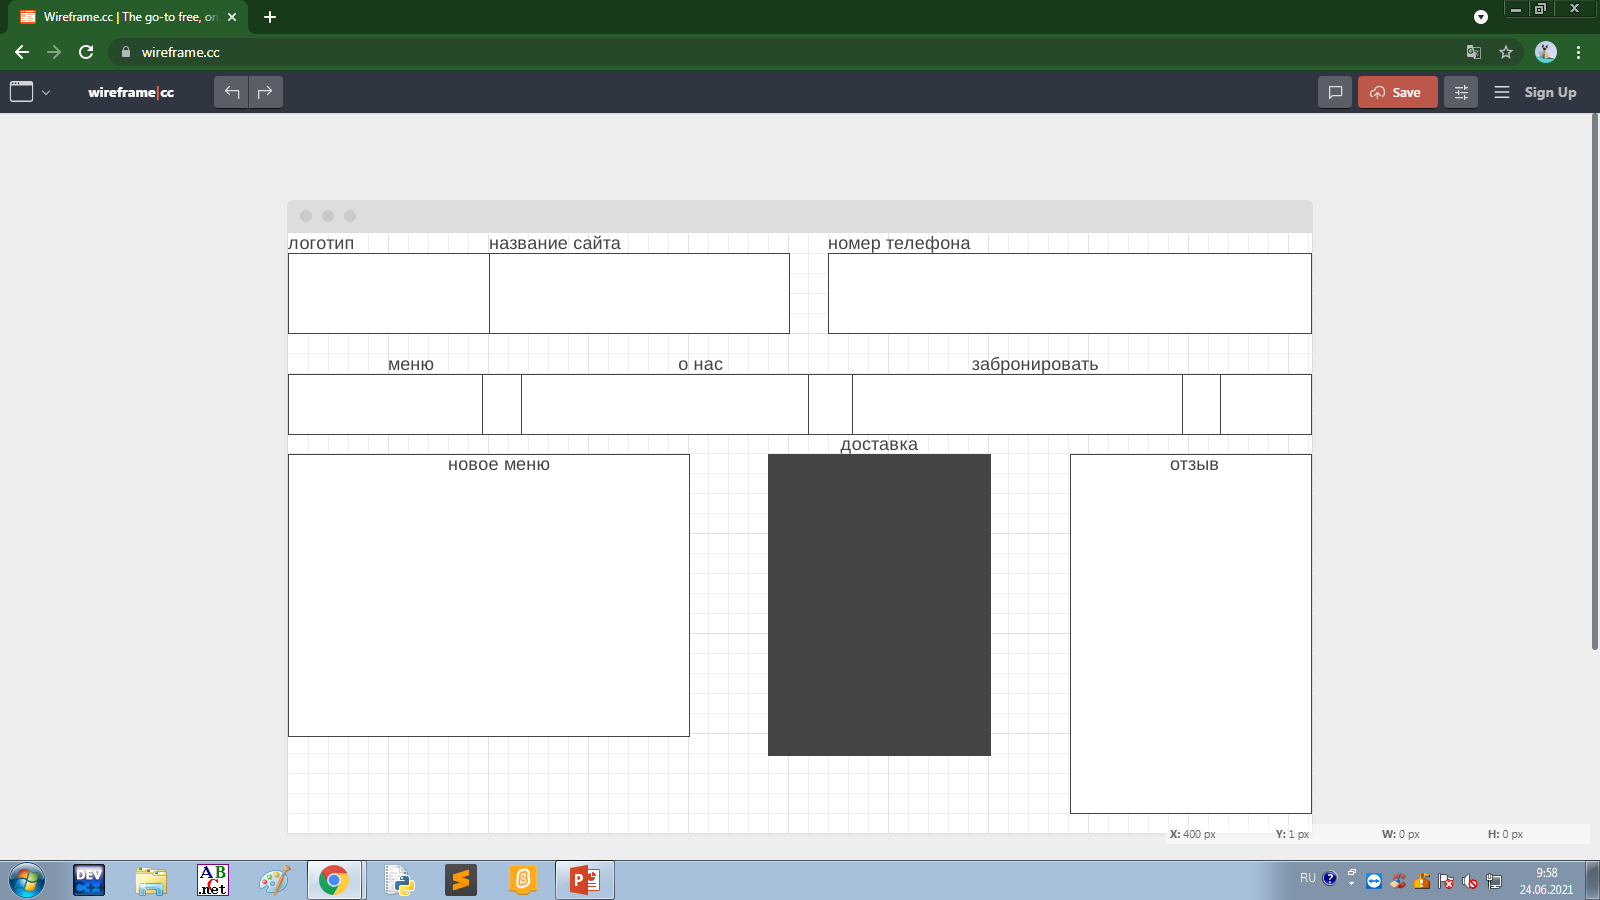 Wireframe.cc | The go-to free, on
wireframe.cc
wireframe|cc
Save
Sign Up
логотип
название сайта
номер телефона
меню
о нас
забронировать
доставка
новое меню
отзыв
X: 400 px
Y: 1 px
W: 0 px
H: 0 px
DEV
C++
ABC
.net
RU
9:58
24.06.2021